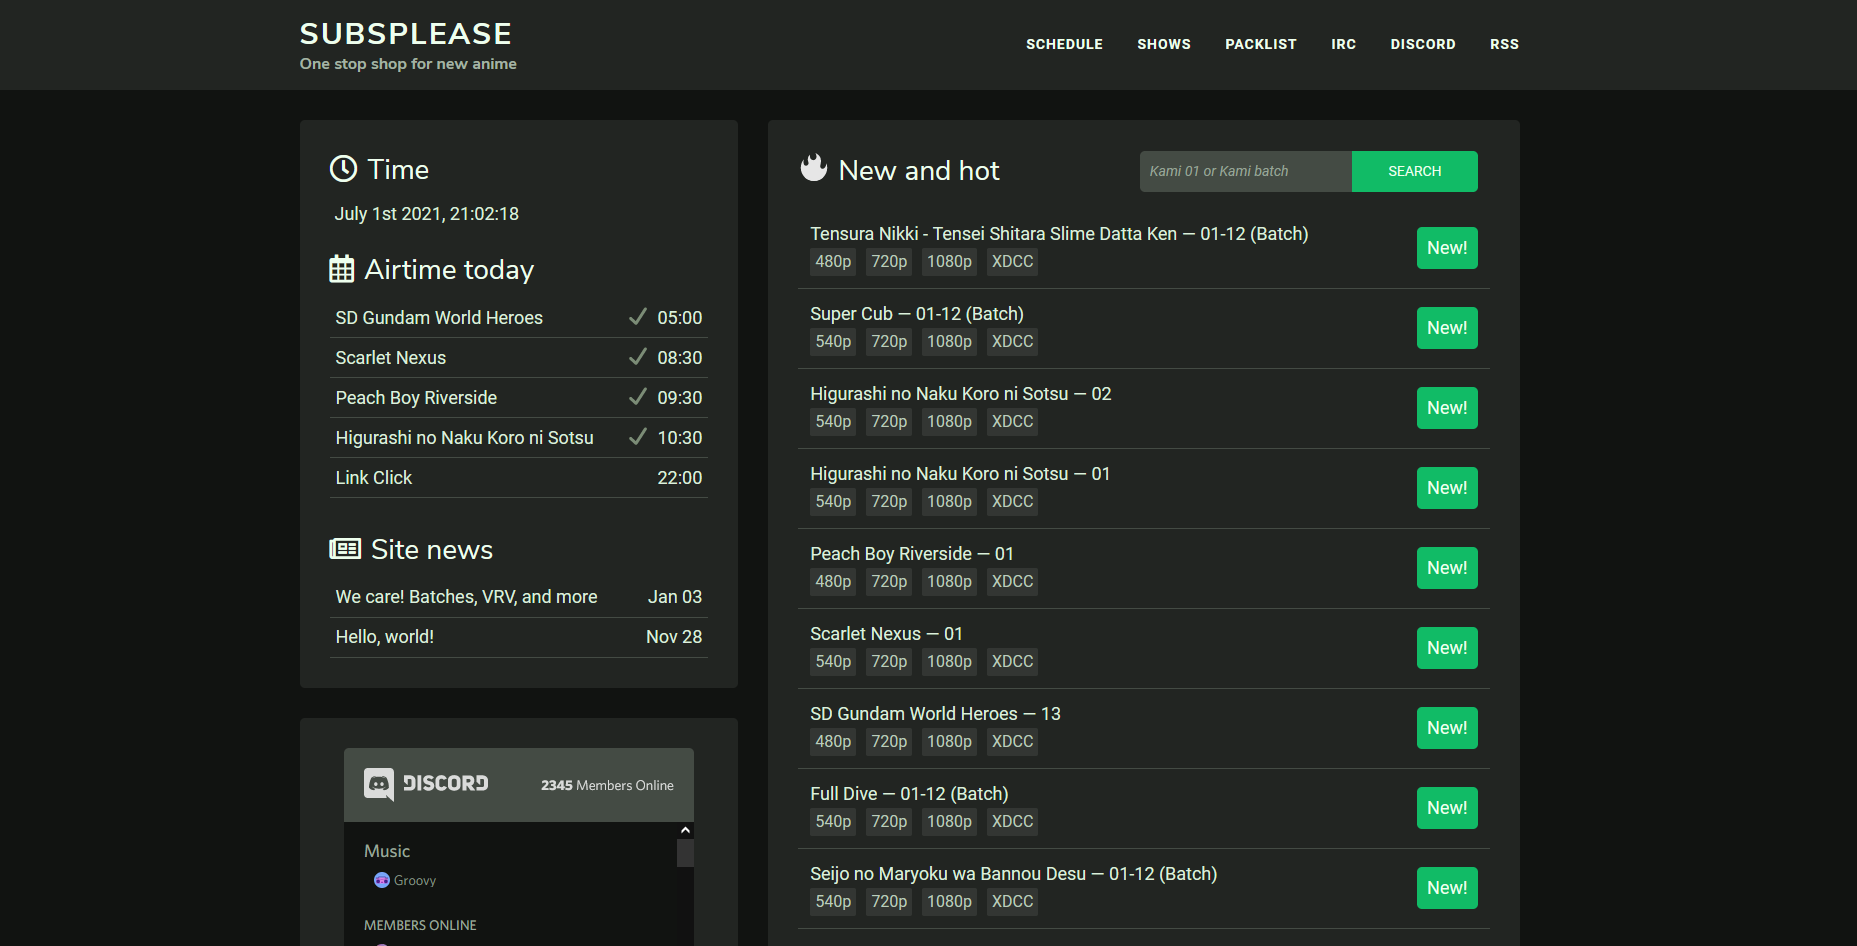 SUBSPLEASE
One stop shop for new anime
SCHEDULE SHOWS PACKLIST IRC DISCORD RSS
Time
July 1st 2021, 21:02:18
Airtime today
SD Gundam World Heroes 05:00
Scarlet Nexus 08:30
Peach Boy Riverside 09:30
Higurashi no Naku Koro ni Sotsu 10:30
Link Click 22:00
Site news
We care! Batches, VRV, and more Jan 03
Hello, world! Nov 28
DISCORD 2345 Members Online
Music
Groovy
MEMBERS ONLINE
New and hot
Kami 01 or Kami batch SEARCH
Tensura Nikki - Tensei Shitara Slime Datta Ken — 01-12 (Batch)
New!
480p 720p 1080p XDCC
Super Cub — 01-12 (Batch)
New!
540p 720p 1080p XDCC
Higurashi no Naku Koro ni Sotsu — 02
New!
540p 720p 1080p XDCC
Higurashi no Naku Koro ni Sotsu — 01
New!
540p 720p 1080p XDCC
Peach Boy Riverside — 01
New!
480p 720p 1080p XDCC
Scarlet Nexus — 01
New!
540p 720p 1080p XDCC
SD Gundam World Heroes — 13
New!
480p 720p 1080p XDCC
Full Dive — 01-12 (Batch)
New!
540p 720p 1080p XDCC
Seijo no Maryoku wa Bannou Desu — 01-12 (Batch)
New!
540p 720p 1080p XDCC